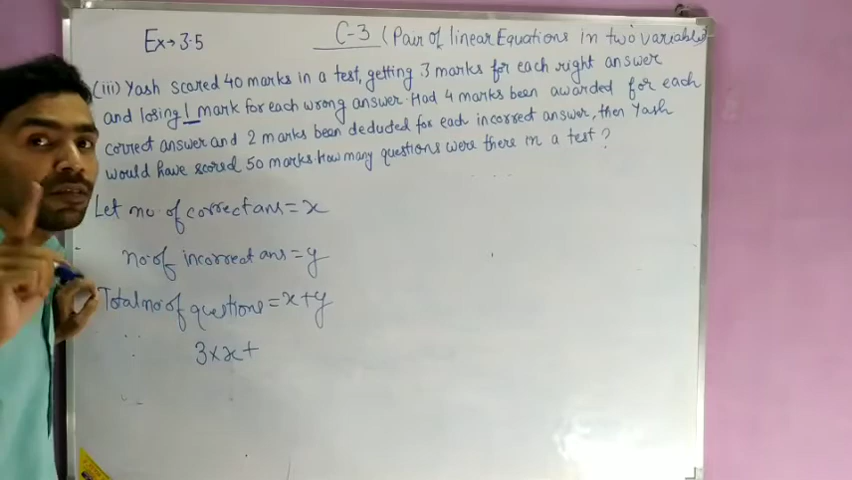 Ex→3.5
C-3 (Pair of linear Equations in two variables)
(iii) Yash scored 40 marks in a test, getting 3 marks for each right answer
and losing 1 mark for each wrong answer. Had 4 marks been awarded for each
correct answer and 2 marks been deducted for each incorrect answer, then Yash
would have scored 50 marks. How many questions were there in a test?
Let no. of correct ans = x
no. of incorrect ans = y
Total no. of questions = x+y
3×x+